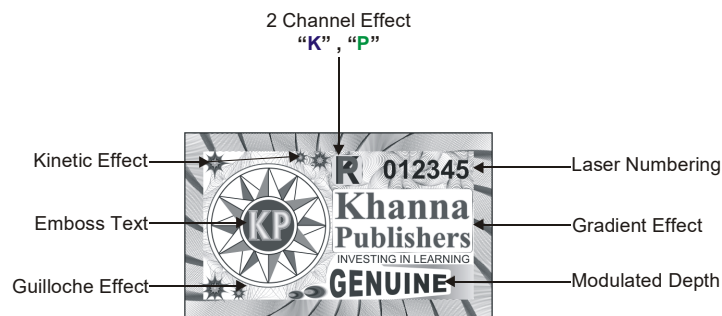 2 Channel Effect
“K” , “P”
Kinetic Effect
012345
Laser Numbering
Emboss Text
KP
Khanna
Publishers
Gradient Effect
INVESTING IN LEARNING
Guilloche Effect
GENUINE
Modulated Depth